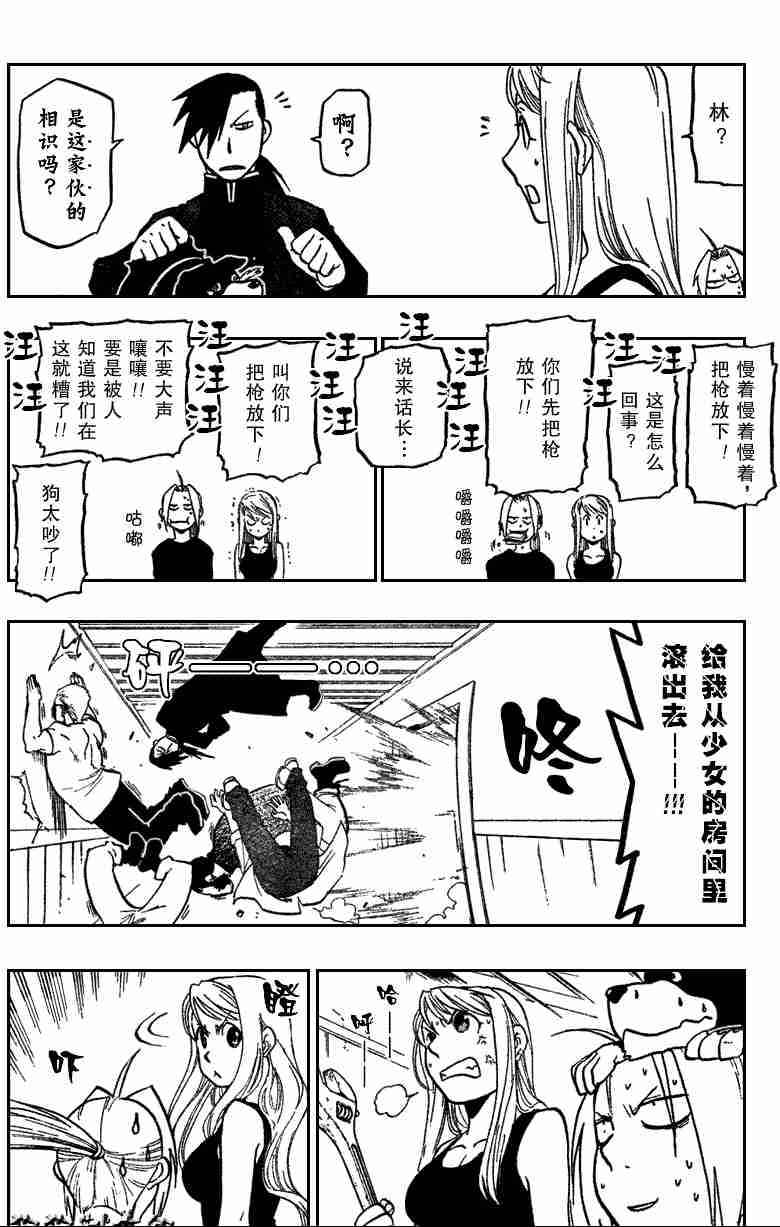 林?
啊?
是这家伙的
相识吗?
慢着慢着慢着,
把枪放下!
这是怎么
回事?
你们先把枪
放下!!
说来话长…
嚼嚼嚼嚼
汪
汪
汪
汪
叫你们
把枪放下!
不要大声
嚷嚷!!
要是被人
知道我们在
这就糟了!!
狗太吵了!!
咕嘟
汪
汪
汪
汪
汪
汪
给我从少女的房间里
滚出去——!!!
咚
砰——○○○
哈
呼
瞪
吓